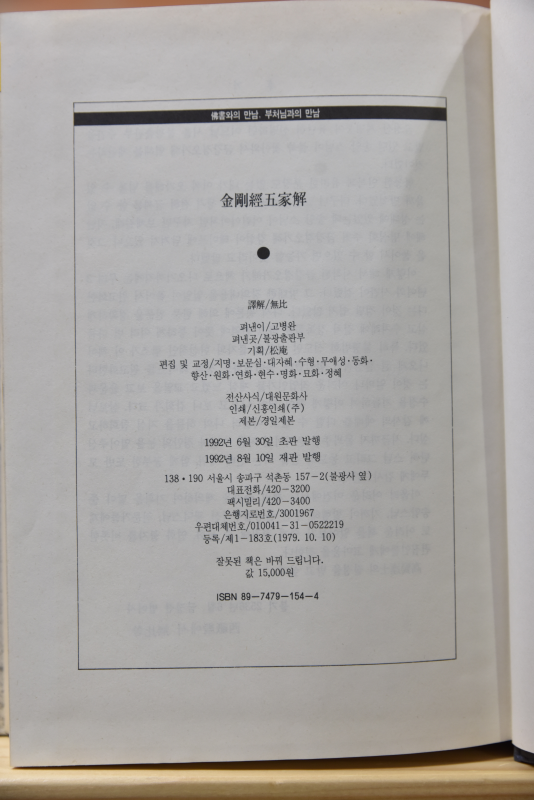 佛書와의 만남. 부처님과의 만남
金剛經五家解
譯解/無比
펴낸이/고병완
펴낸곳/불광출판부
기획/松庵
편집 및 교정/지명·보문심·대자혜·수형·무애성·동화·
향산·원화·연화·현수·명화·묘화·정혜
전산사식/대원문화사
인쇄/신흥인쇄(주)
제본/경일제본
1992년 6월 30일 초판 발행
1992년 8월 10일 재판 발행
138·190 서울시 송파구 석촌동 157-2(불광사 옆)
대표전화/420-3200
팩시밀리/420-3400
은행지로번호/3001967
우편대체번호/010041-31-0522219
등록/제1-183호(1979. 10. 10)
잘못된 책은 바꿔 드립니다.
값 15,000원
ISBN 89-7479-154-4